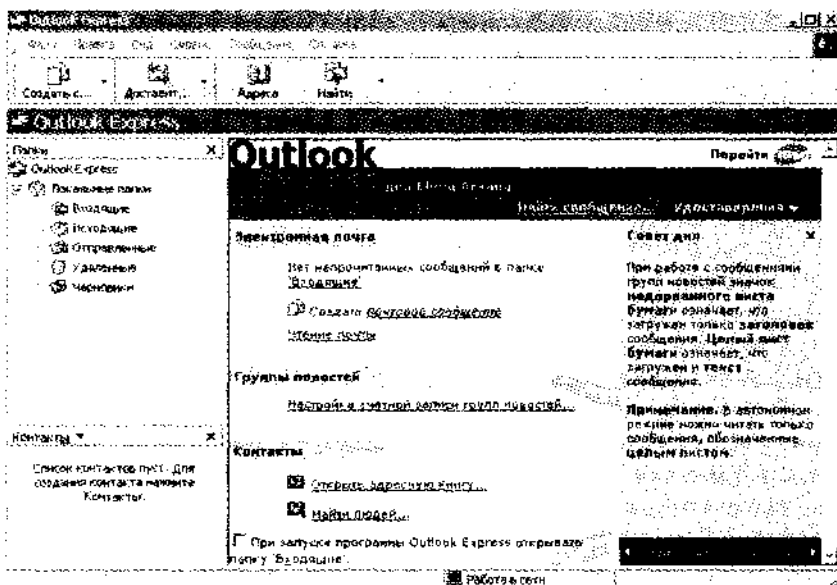 Outlook Express
Файл Правка Вид Сервис Сообщение Справка
Создать с... Доставит... Адреса Найти
Outlook Express
Папки
Outlook Express
Локальные папки
Входящие
Исходящие
Отправленные
Удаленные
Черновики
Контакты
Список контактов пуст. Для
создания контакта нажмите
Контакты.
Outlook
Перейти
Найти сообщение... Удостоверения
Электронная почта
Нет непрочитанных сообщений в папке
'Входящие'
Создать почтовое сообщение
Чтение почты
Группы новостей
Настройка учетной записи групп новостей...
Контакты
Открыть адресную книгу...
Найти людей...
При запуске программы Outlook Express открывать
папку 'Входящие'.
Совет дня
При работе с сообщениями
групп новостей значок
надорванного листа
бумаги означает, что
загружен только заголовок
сообщения. Целый лист
бумаги означает, что
загружен и текст
сообщения.
Примечание. В автономном
режиме можно читать только
сообщения, обозначенные
целым листом.
Работа в сети